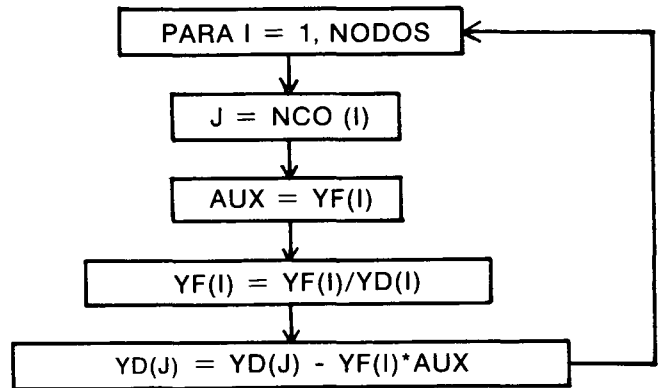 PARA I = 1, NODOS
J = NCO (I)
AUX = YF(I)
YF(I) = YF(I)/YD(I)
YD(J) = YD(J) - YF(I)*AUX